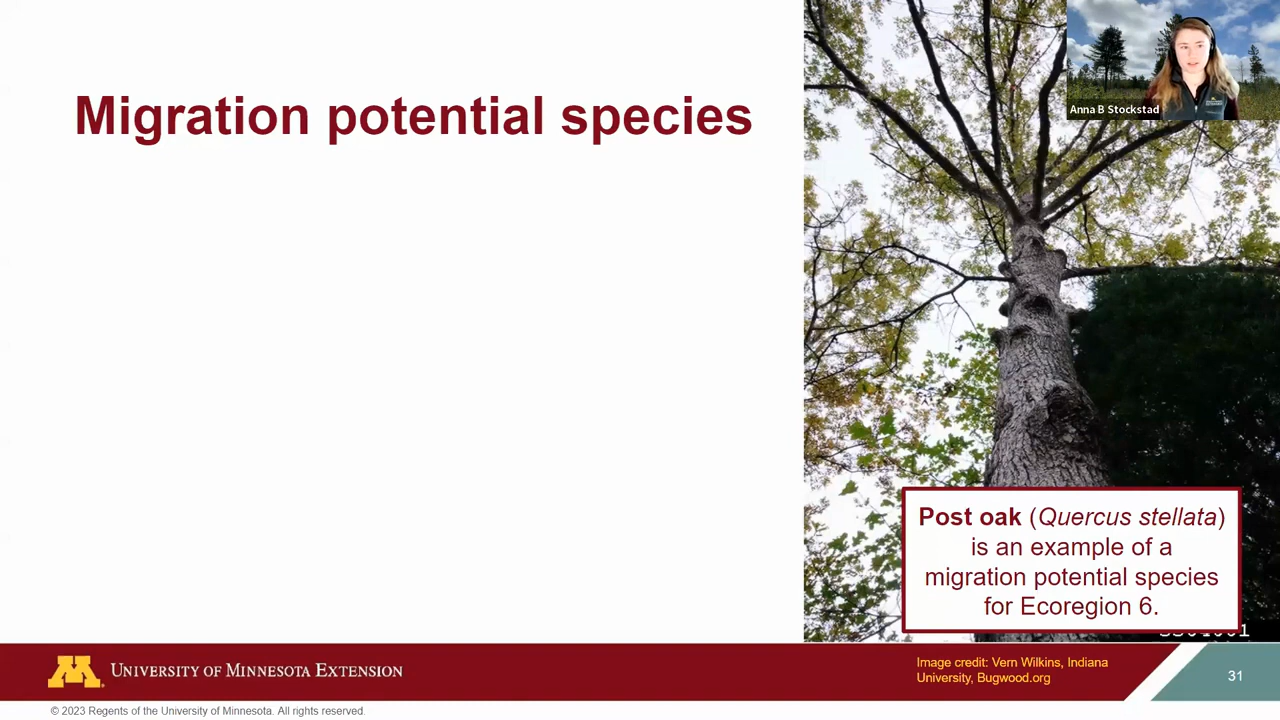 Migration potential species
Anna B Stockstad
Post oak (Quercus stellata)
is an example of a
migration potential species
for Ecoregion 6.
UNIVERSITY OF MINNESOTA EXTENSION
Image credit: Vern Wilkins, Indiana
University, Bugwood.org
31
© 2023 Regents of the University of Minnesota. All rights reserved.